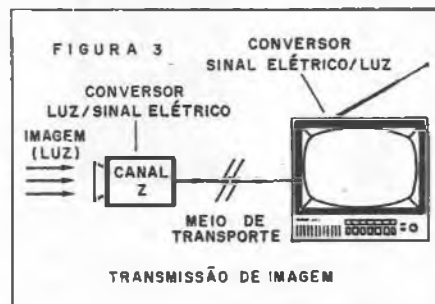 FIGURA 3
CONVERSOR
SINAL ELÉTRICO/LUZ
CONVERSOR
LUZ/SINAL ELÉTRICO
IMAGEM
(LUZ)
CANAL
Z
MEIO DE
TRANSPORTE
TRANSMISSÃO DE IMAGEM